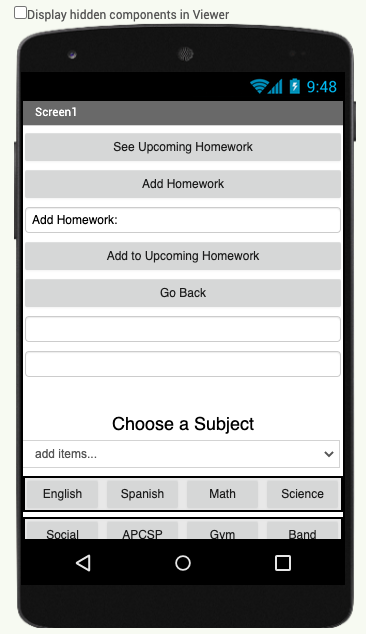 Display hidden components in Viewer
9:48
Screen1
See Upcoming Homework
Add Homework
Add Homework:
Add to Upcoming Homework
Go Back
Choose a Subject
add items...
English Spanish Math Science
Social APCSP Gym Band